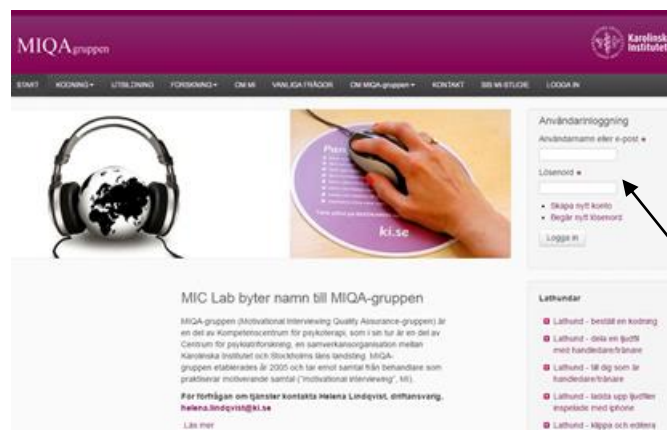 MIQAgruppen
Karolinska
Institutet
START KODNING UTBILDNING FORSKNING OM MI VANLIGA FRÅGOR OM MIQA-gruppen KONTAKT SIS MI-STUDIE LOGGA IN
ki.se
Användarinloggning
Användarnamn eller e-post *
Lösenord *
Skapa nytt konto
Begär nytt lösenord
Logga in
MIC Lab byter namn till MIQA-gruppen
MIQA-gruppen (Motivational Interviewing Quality Assurance-gruppen) är
en del av Kompetenscentrum för psykoterapi, som i sin tur är en del av
Centrum för psykiatriforskning, en samverkansorganisation mellan
Karolinska Institutet och Stockholms läns landsting. MIQA-
gruppen etablerades år 2005 och tar emot samtal från behandlare som
praktiserar motiverande samtal ("motivational interviewing", MI).
För förfrågan om tjänster kontakta Helena Lindqvist, driftansvarig,
helena.lindqvist@ki.se
Läs mer
Lathundar
Lathund - beställ en kodning
Lathund - dela en ljudfil
med handledare/tränare
Lathund - till dig som är
handledare/tränare
Lathund - ladda upp ljudfiler
inspelade med iphone
Lathund - klippa och editera